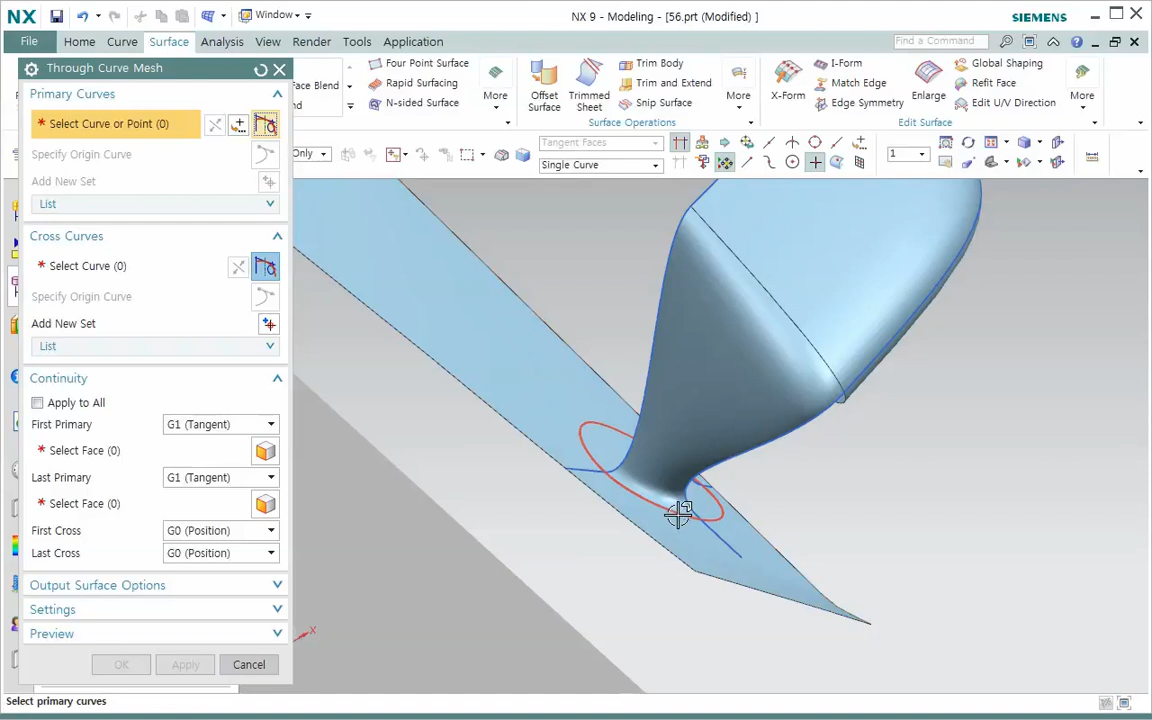 NX
Window
NX 9 - Modeling - [56.prt (Modified) ]
SIEMENS
File
Home
Curve
Surface
Analysis
View
Render
Tools
Application
Find a Command
Through Curve Mesh
Face Blend
Four Point Surface
Rapid Surfacing
N-sided Surface
More
Offset
Surface
Trimmed
Sheet
Trim Body
Trim and Extend
Snip Surface
More
Surface Operations
X-Form
I-Form
Match Edge
Edge Symmetry
Enlarge
Global Shaping
Refit Face
Edit U/V Direction
More
Edit Surface
Only
Tangent Faces
Single Curve
1
Primary Curves
* Select Curve or Point (0)
Specify Origin Curve
Add New Set
List
Cross Curves
* Select Curve (0)
Specify Origin Curve
Add New Set
List
Continuity
Apply to All
First Primary
G1 (Tangent)
* Select Face (0)
Last Primary
G1 (Tangent)
* Select Face (0)
First Cross
G0 (Position)
Last Cross
G0 (Position)
Output Surface Options
Settings
Preview
OK
Apply
Cancel
X
Select primary curves